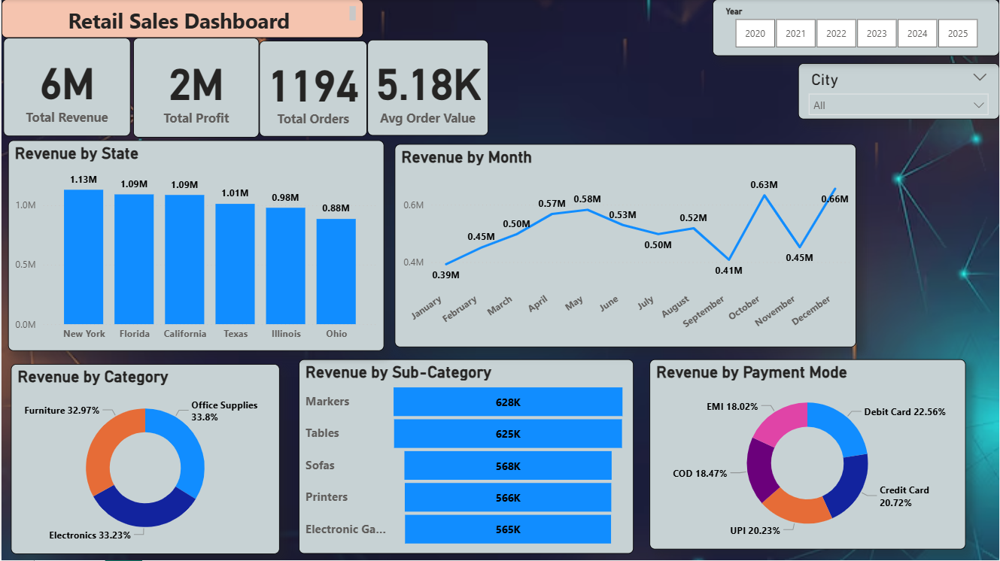 Retail Sales Dashboard
Year
2020 2021 2022 2023 2024 2025
City
All
6M
Total Revenue
2M
Total Profit
1194
Total Orders
5.18K
Avg Order Value
Revenue by State
1.13M 1.09M 1.09M 1.01M 0.98M 0.88M
1.0M
0.5M
0.0M
New York Florida California Texas Illinois Ohio
Revenue by Month
0.6M
0.4M
0.39M 0.45M 0.50M 0.57M 0.58M 0.53M 0.50M 0.52M 0.41M 0.63M 0.45M 0.66M
January February March April May June July August September October November December
Revenue by Category
Furniture 32.97%
Office Supplies
33.8%
Electronics 33.23%
Revenue by Sub-Category
Markers 628K
Tables 625K
Sofas 568K
Printers 566K
Electronic Ga... 565K
Revenue by Payment Mode
EMI 18.02%
Debit Card 22.56%
COD 18.47%
Credit Card
20.72%
UPI 20.23%